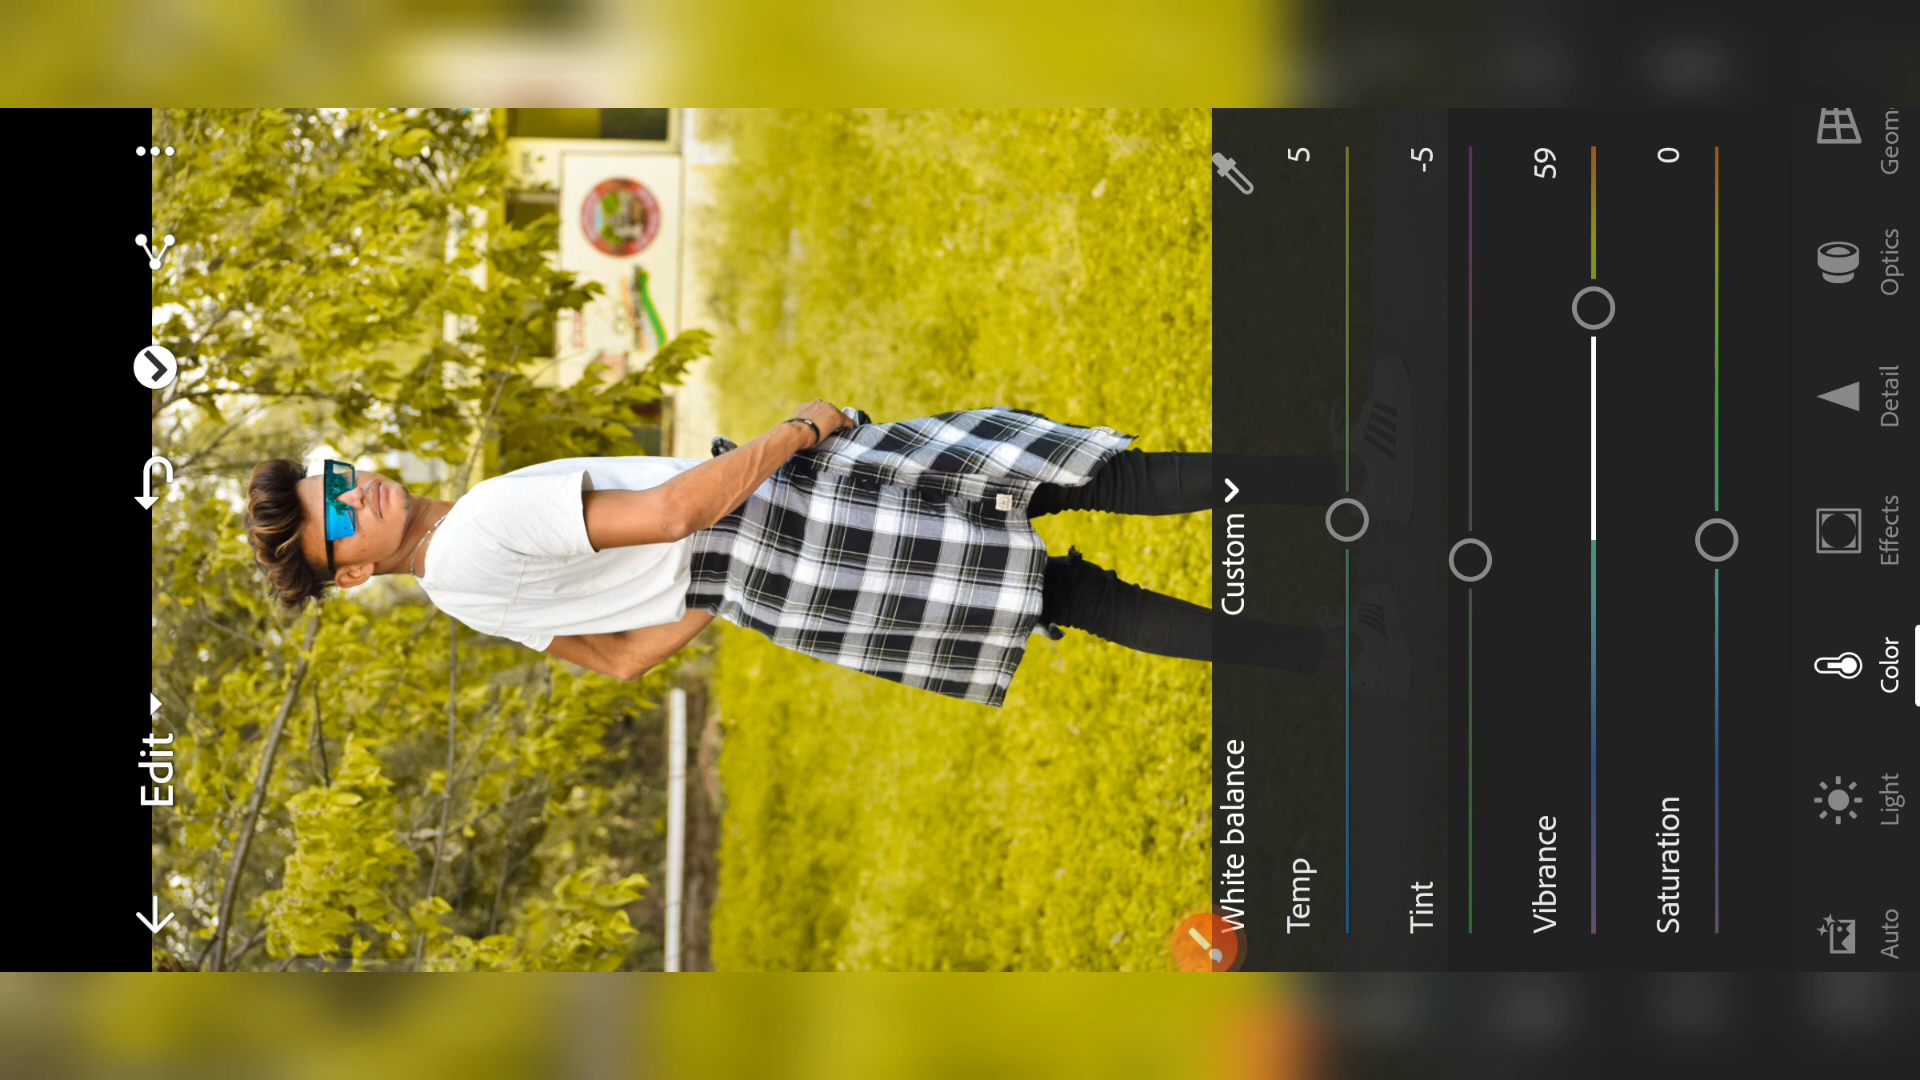 Edit
White balance
Custom
Temp
5
Tint
-5
Vibrance
59
Saturation
0
Auto
Light
Color
Effects
Detail
Optics
Geom